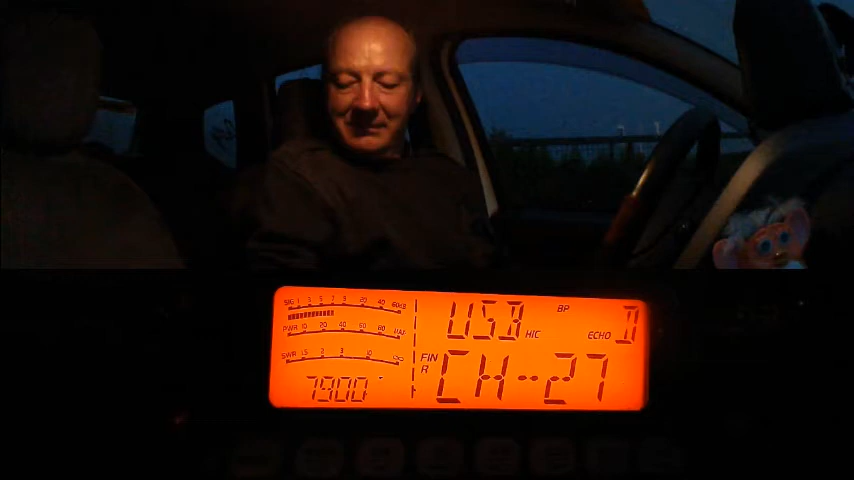 SIG 1 3 5 7 9 20 40 60dB
PWR 10 20 40 60 80 MAX
SWR 1.5 2 3 10 ∞
7900
USB HIC BP ECHO D
FIN
R CH-27